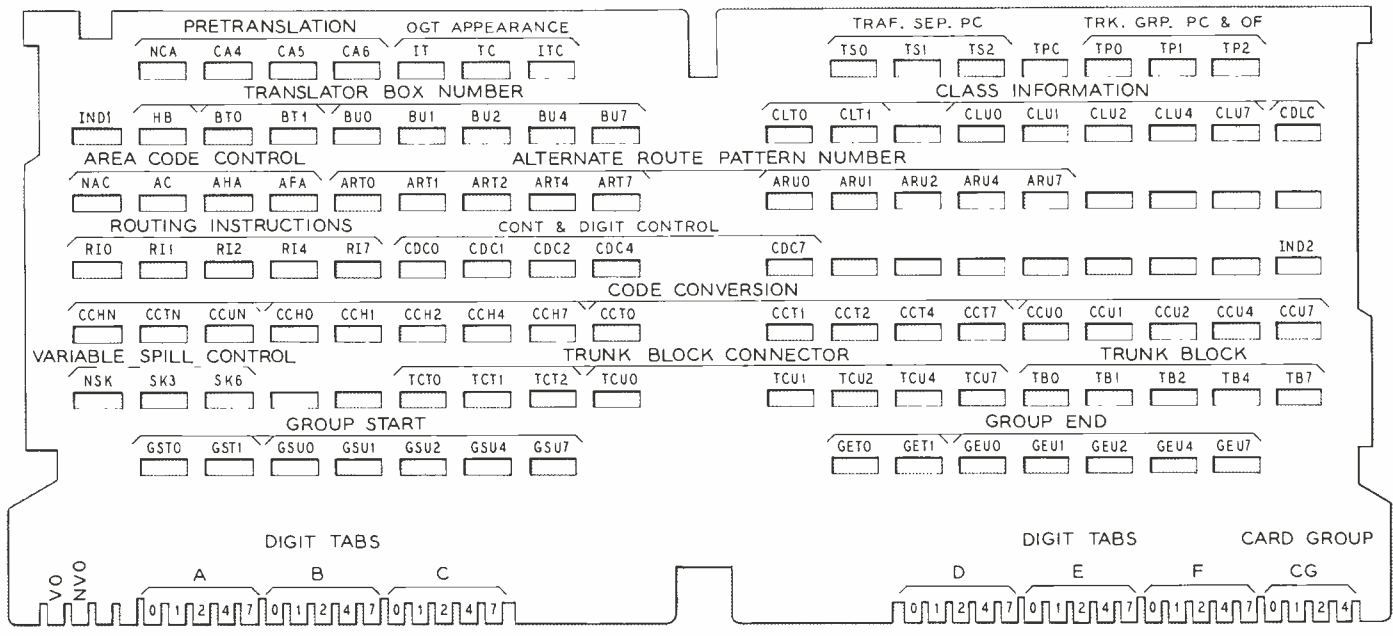 PRETRANSLATION OGT APPEARANCE TRAF. SEP. PC TRK. GRP. PC & OF
NCA CA4 CA5 CA6 IT TC ITC TS0 TS1 TS2 TPC TP0 TP1 TP2
TRANSLATOR BOX NUMBER CLASS INFORMATION
IND1 HB BT0 BT1 BU0 BU1 BU2 BU4 BU7 CLT0 CLT1 CLU0 CLU1 CLU2 CLU4 CLU7 CDLC
AREA CODE CONTROL ALTERNATE ROUTE PATTERN NUMBER
NAC AC AHA AFA ART0 ART1 ART2 ART4 ART7 ARU0 ARU1 ARU2 ARU4 ARU7
ROUTING INSTRUCTIONS CONT & DIGIT CONTROL
RI0 RI1 RI2 RI4 RI7 CDC0 CDC1 CDC2 CDC4 CDC7 IND2
CODE CONVERSION
CCHN CCTN CCUN CCH0 CCH1 CCH2 CCH4 CCH7 CCT0 CCT1 CCT2 CCT4 CCT7 CCU0 CCU1 CCU2 CCU4 CCU7
VARIABLE SPILL CONTROL TRUNK BLOCK CONNECTOR TRUNK BLOCK
NSK SK3 SK6 TCT0 TCT1 TCT2 TCU0 TCU1 TCU2 TCU4 TCU7 TB0 TB1 TB2 TB4 TB7
GROUP START GROUP END
GST0 GST1 GSU0 GSU1 GSU2 GSU4 GSU7 GET0 GET1 GEU0 GEU1 GEU2 GEU4 GEU7
DIGIT TABS DIGIT TABS CARD GROUP
VO NVO A B C D E F CG
0 1 2 4 7 0 1 2 4 7 0 1 2 4 7 0 1 2 4 7 0 1 2 4 7 0 1 2 4 7 0 1 2 4